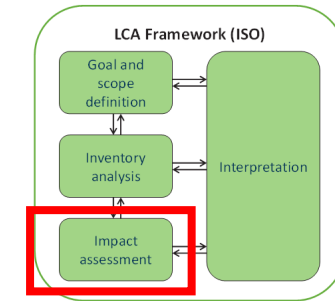 LCA Framework (ISO)
Goal and
scope
definition
Inventory
analysis
Interpretation
Impact
assessment